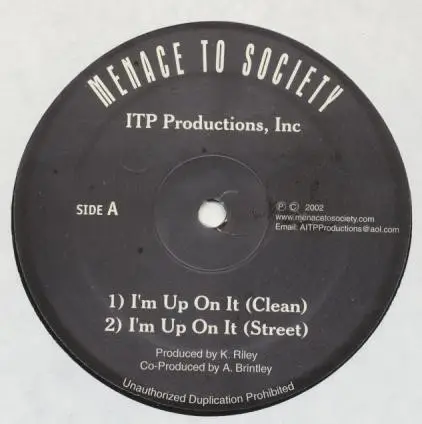 MENACE TO SOCIETY
ITP Productions, Inc
SIDE A
Ⓟ © 2002
www.menacetosociety.com
Email: AITPProductions@aol.com
1) I'm Up On It (Clean)
2) I'm Up On It (Street)
Produced by K. Riley
Co-Produced by A. Brintley
Unauthorized Duplication Prohibited